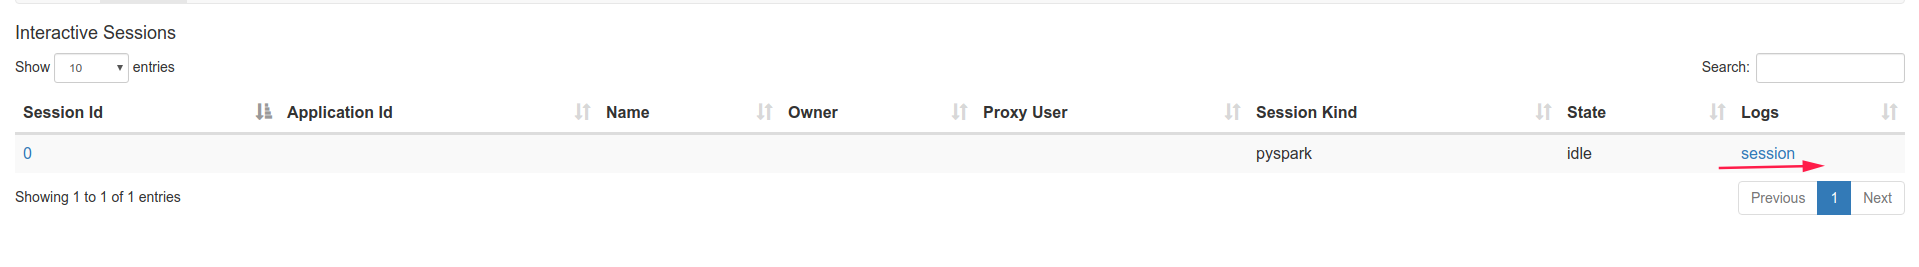 Interactive Sessions
Show 10 entries Search:
Session Id Application Id Name Owner Proxy User Session Kind State Logs
0 pyspark idle session
Showing 1 to 1 of 1 entries Previous 1 Next